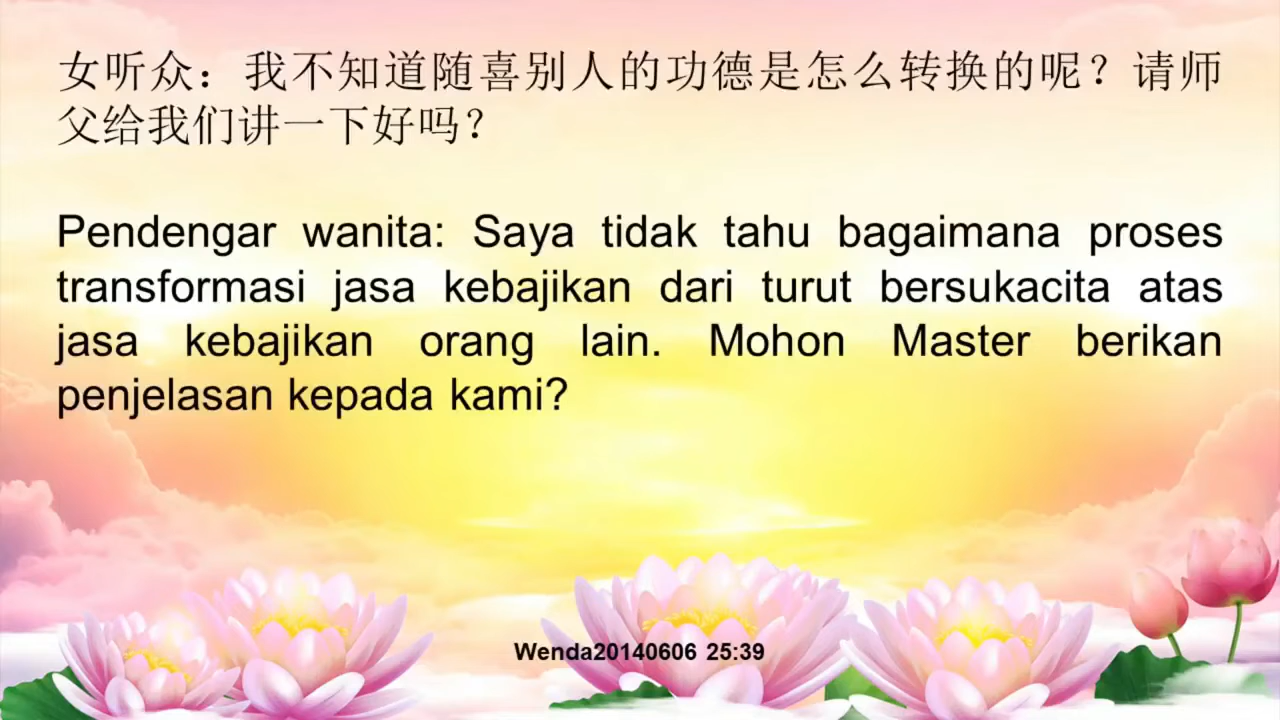 女听众：我不知道随喜别人的功德是怎么转换的呢？请师
父给我们讲一下好吗？
Pendengar wanita: Saya tidak tahu bagaimana proses
transformasi jasa kebajikan dari turut bersukacita atas
jasa kebajikan orang lain. Mohon Master berikan
penjelasan kepada kami?
Wenda20140606 25:39